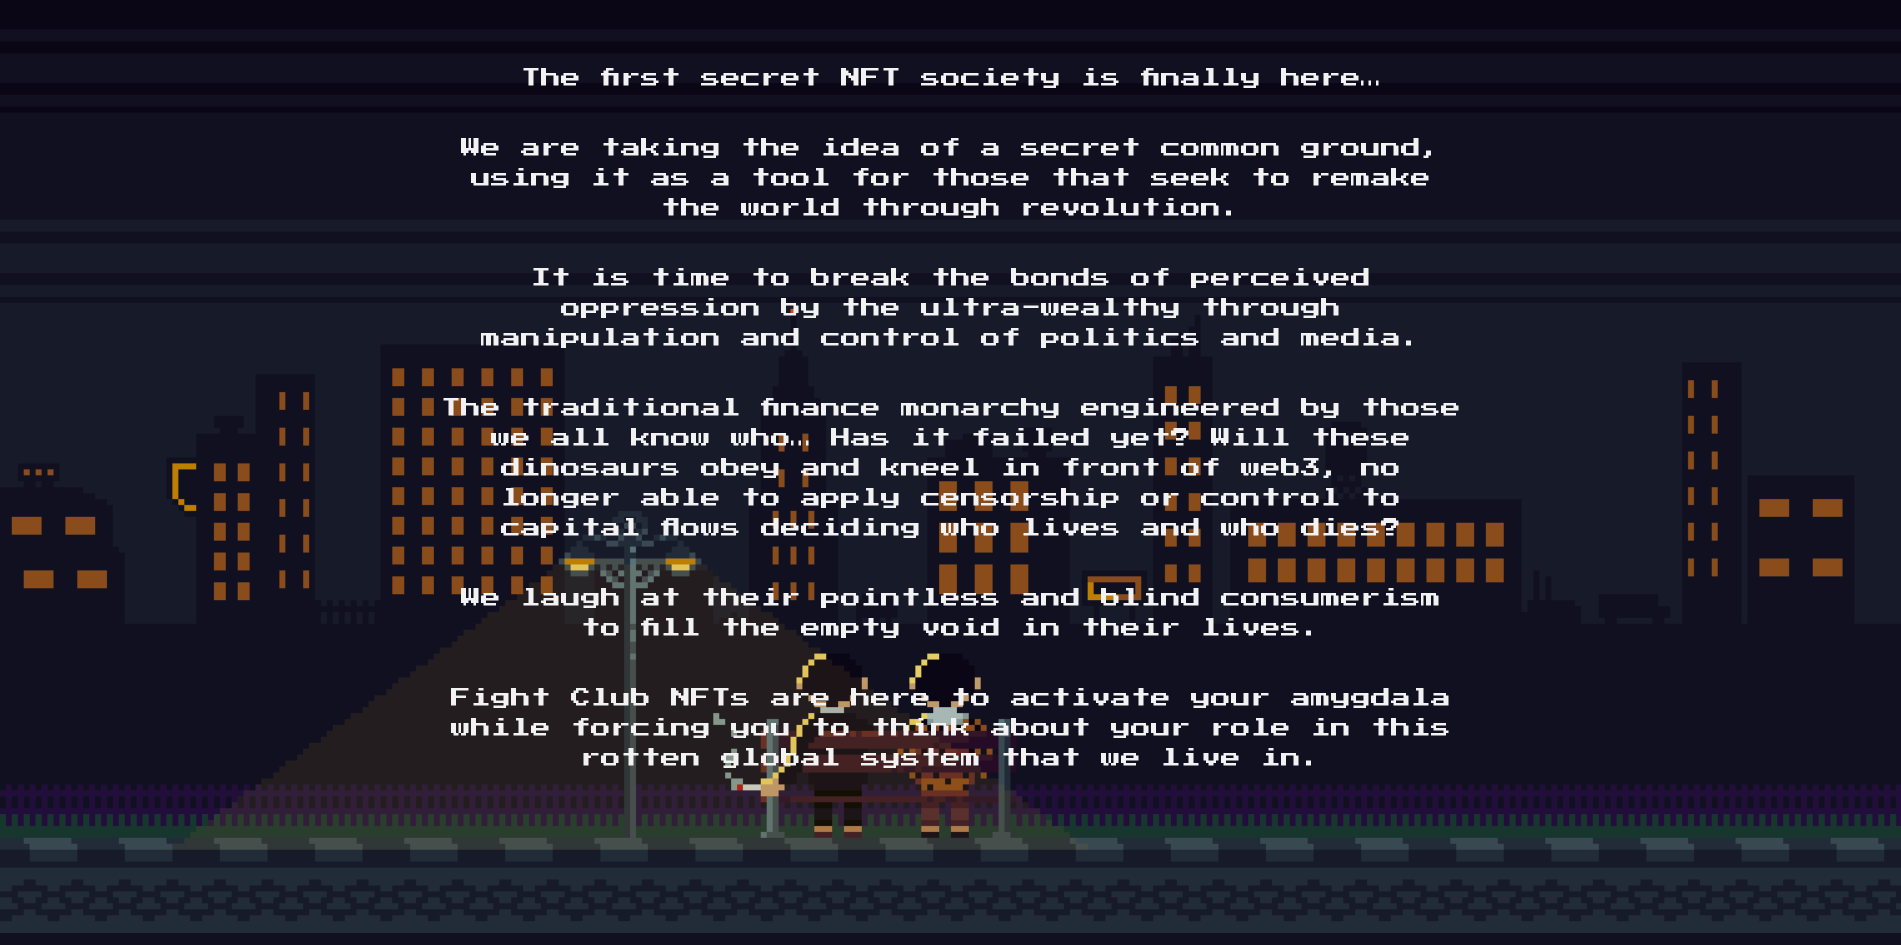 The first secret NFT society is finally here…
We are taking the idea of a secret common ground,
using it as a tool for those that seek to remake
the world through revolution.
It is time to break the bonds of perceived
oppression by the ultra-wealthy through
manipulation and control of politics and media.
The traditional finance monarchy engineered by those
we all know who… Has it failed yet? Will these
dinosaurs obey and kneel in front of web3, no
longer able to apply censorship or control to
capital flows deciding who lives and who dies?
We laugh at their pointless and blind consumerism
to fill the empty void in their lives.
Fight Club NFTs are here to activate your amygdala
while forcing you to think about your role in this
rotten global system that we live in.